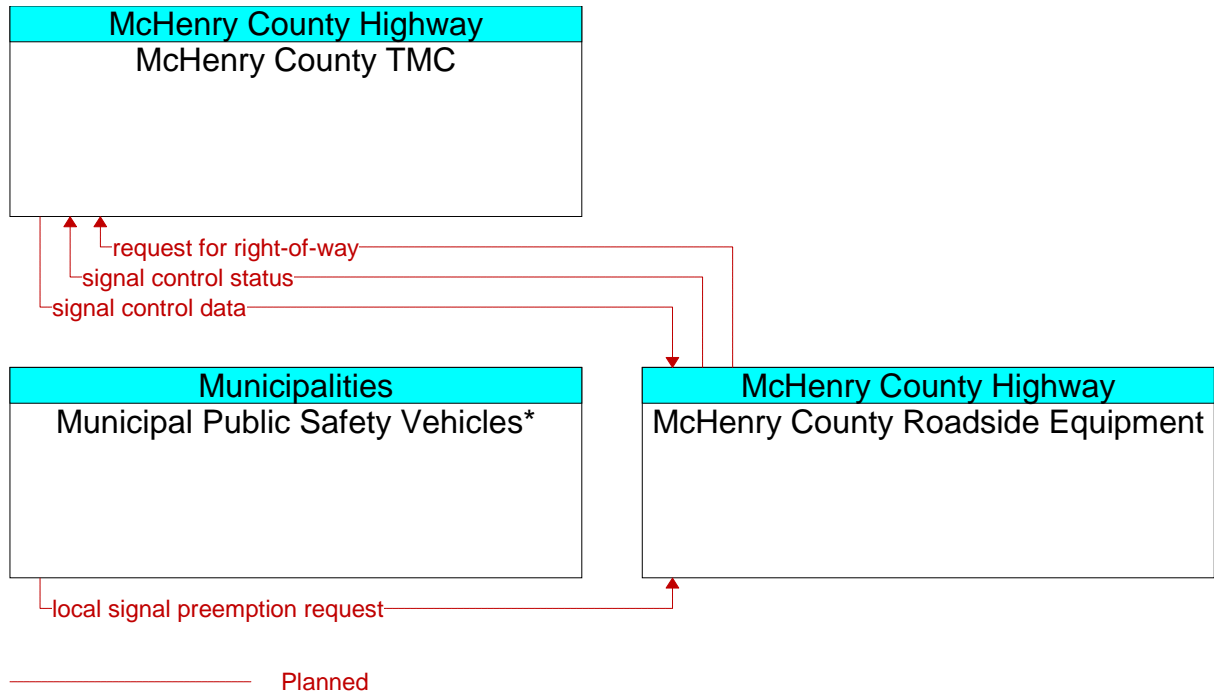 McHenry County Highway
McHenry County TMC
request for right-of-way
signal control status
signal control data
Municipalities
Municipal Public Safety Vehicles*
McHenry County Highway
McHenry County Roadside Equipment
local signal preemption request
Planned